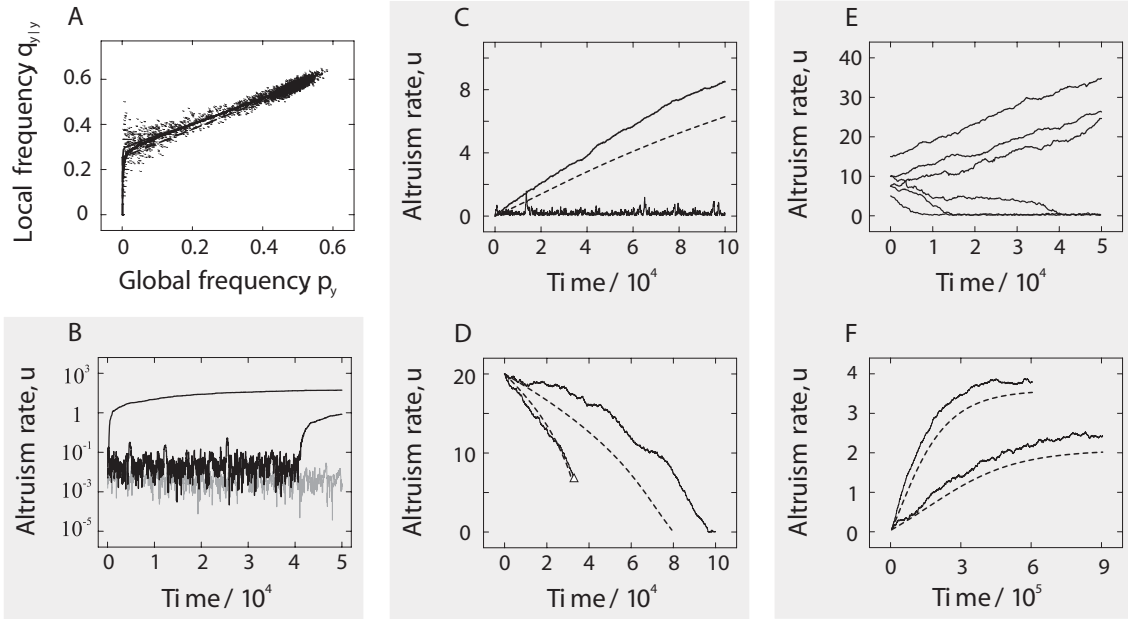 A
Local frequency q y|y
0.6
0.4
0.2
0
0 0.2 0.4 0.6
Global frequency, p y
B
Altruism rate, u
10^3
1
10^-1
10^-3
10^-5
0 1 2 3 4 5
Time / 10^4
C
Altruism rate, u
8
4
0
0 2 4 6 8 10
Time / 10^4
D
Altruism rate, u
20
10
0
0 2 4 6 8 10
Time / 10^4
E
Altruism rate, u
40
30
20
10
0
0 1 2 3 4 5
Time / 10^4
F
Altruism rate, u
4
3
2
1
0
0 3 6 9
Time / 10^5